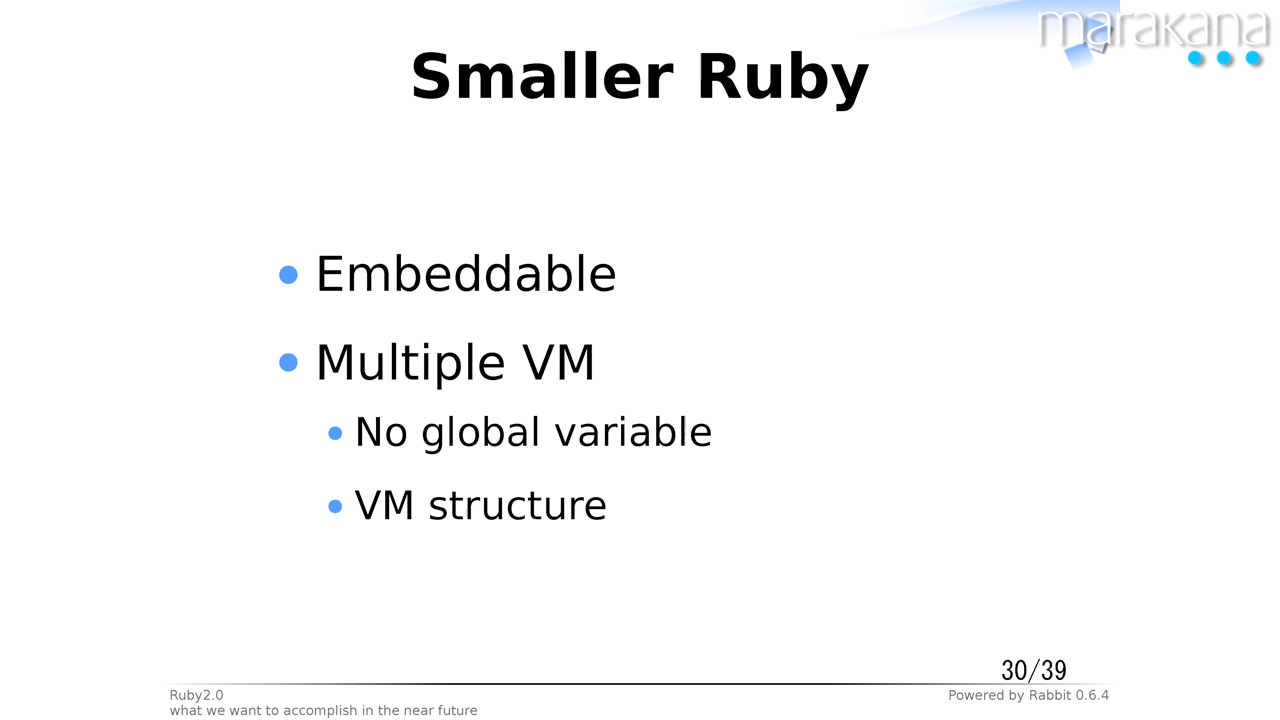 marakana
Smaller Ruby
• Embeddable
• Multiple VM
• No global variable
• VM structure
30/39
Ruby2.0
Powered by Rabbit 0.6.4
what we want to accomplish in the near future